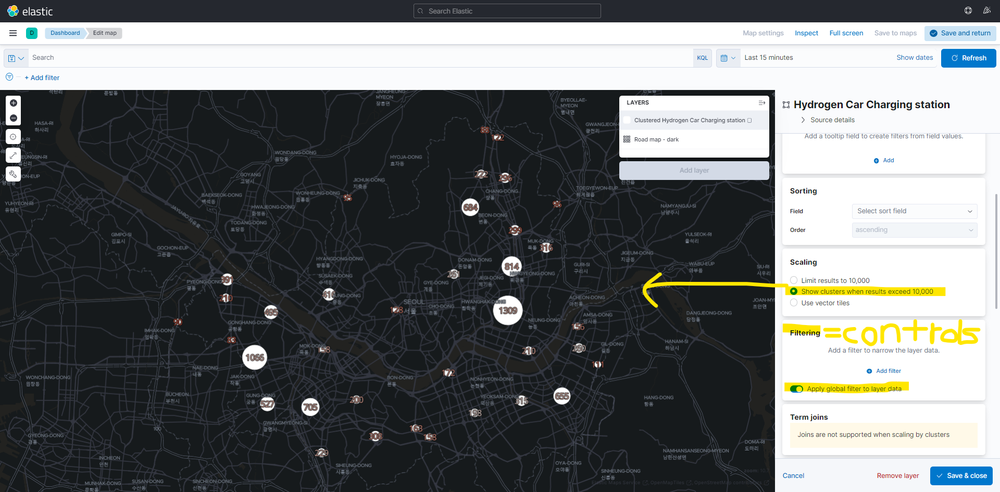 elastic
Search Elastic
D
Dashboard
Edit map
Map settings
Inspect
Full screen
Save to maps
Save and return
Search
KQL
Last 15 minutes
Show dates
Refresh
+ Add filter
LAYERS
Clustered Hydrogen Car Charging station
Road map - dark
Add layer
Hydrogen Car Charging station
Source details
Add a tooltip field to create filters from field values.
Add
Sorting
Field
Select sort field
Order
ascending
Scaling
Limit results to 10,000
Show clusters when results exceed 10,000
Use vector tiles
Filtering
=controls
Add a filter to narrow the layer data.
Add filter
Apply global filter to layer data
Term joins
Joins are not supported when scaling by clusters
Cancel
Remove layer
Save & close
MYEON
장흥면
BYEOLLAE-
MYEON
별내면
HASA-RI
하사리
GWANGJEON-
광전리
88
122
WONDANG-DONG
원당동
HYOJA-DONG
효자동
GOYANG
고양시
222
296
JICHUK-DONG
지축동
CHANG-DONG
창동
TOEGYEWON-EUP
퇴계원읍
BAEKSEOK-DONG
백석동
WONHEUNG-DONG
원흥동
95
YUHYEON-RI
유현리
HWAJEONG-DONG
화정동
684
96
NAMYANGJU-SI
남양주시
JAYU-RO 자유로
BEON-DONG
번동
TODANG-DONG
토당동
299
GIMPO-SI
김포시
YULSEOK-RI
율석리
MUK-DONG
묵동
316
GOCHON-EUP
고촌읍
HYANGDONG-DONG
향동동
DONAM-DONG
돈암동
JIGEUM-DONG
지금동
814
GURI-SI
구리시
WABU-EUP
와부읍
SIU-RI
시우리
HWIGYEONG-DONG
휘경동
SUSAEK-DONG
수색동
261
JEGI-DONG
제기동
391
PYEONG-DONG
평동
GYE-DONG
계동
210
416
ACHEON-DONG
아천동
SEOUL
서울
HWANGHAK-DONG
황학동
JOAN-MY
조안면
CHO-DONG
초동
128
495
1309
DANGJEONG-DONG
당정동
AMSA-DONG
암사동
90
GONGHANG-DONG
공항동
NEUNG-DONG
능동
156
IMHAK-DONG
임학동
83
HANAM-SI
하남시
MOK-DONG
목동
158
210
260
GIL-DONG
길동
1066
111
NAE-DONG
내동
172
WONCHANG-DONG
원창동
JAK-DONG
작동
BON-DONG
본동
NONHYEON-DONG
논현동
BUCHEON
부천시
GUNG-DONG
궁동
527
705
200
YEOKSAM-DONG
역삼동
315
655
HANG-DONG
항동
198
GWANGMYEONG-SI
광명시
100
163
GYEONG-DONG
경동
308
158
DOMA-RI
도마리
229
NAMHANSANSEONG-MYEON
남한산성면
INCHEON
인천
SIHEUNG-DONG
시흥동
OYA-DONG
오야동
SINHEUNG-DONG
신흥동
MUNHAK-DONG
문학동
SUSAN-DONG
수산동
SINCHEON-DONG
신천동
Elastic Maps Service , OpenMapTiles , OpenStreetMap contributors